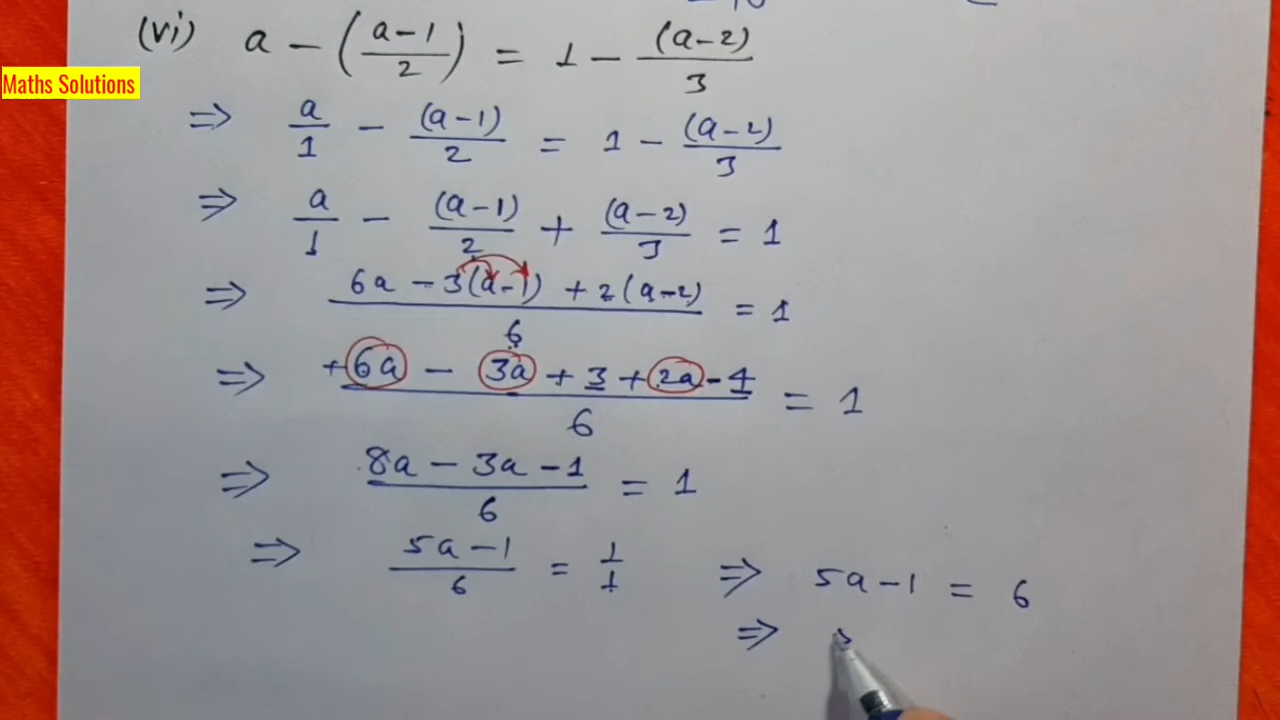 (vi) a - ((a-1)/2) = 1 - (a-2)/3
Maths Solutions
⇒ a/1 - (a-1)/2 = 1 - (a-2)/3
⇒ a/1 - (a-1)/2 + (a-2)/3 = 1
⇒ (6a - 3(a-1) + 2(a-2))/6 = 1
⇒ (+6a - 3a + 3 + 2a - 4)/6 = 1
⇒ (8a - 3a - 1)/6 = 1
⇒ (5a - 1)/6 = 1/1 ⇒ 5a - 1 = 6
⇒